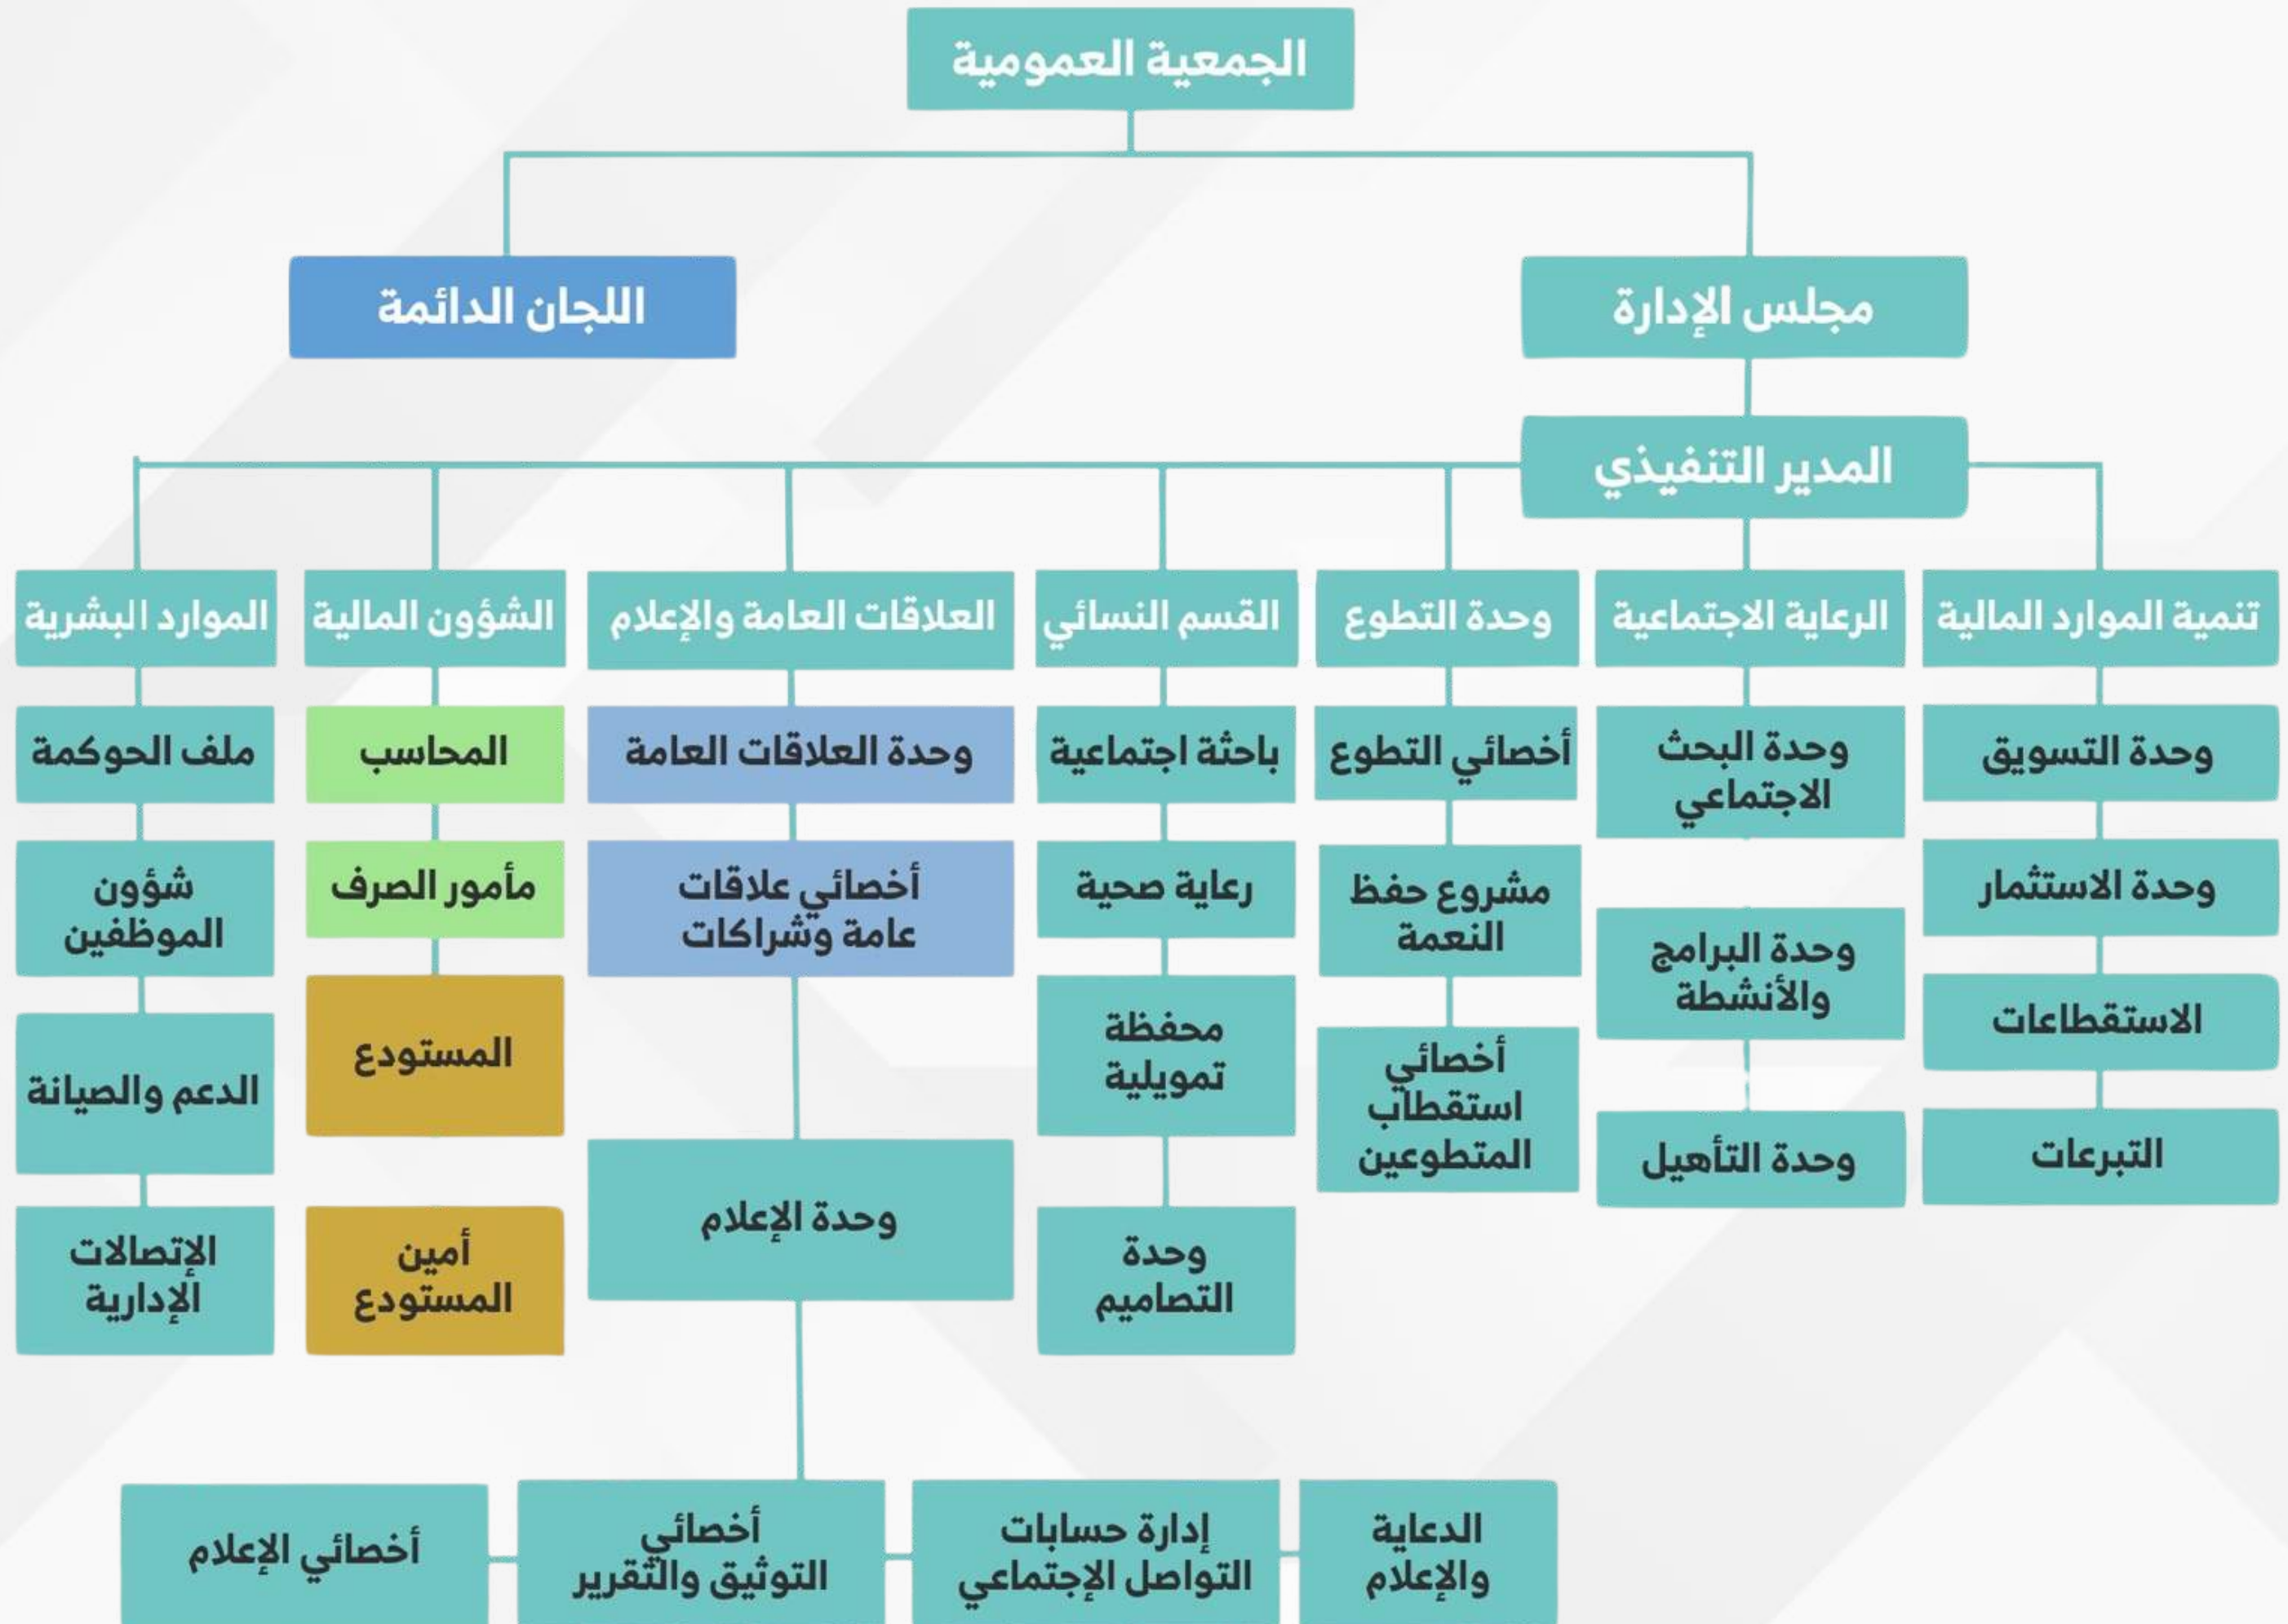 الجمعية العمومية
مجلس الإدارة
اللجان الدائمة
المدير التنفيذي
تنمية الموارد المالية
الرعاية الاجتماعية
وحدة التطوع
القسم النسائي
العلاقات العامة والإعلام
الشؤون المالية
الموارد البشرية
وحدة التسويق
وحدة الاستثمار
الاستقطاعات
التبرعات
وحدة البحث
الاجتماعي
وحدة البرامج
والأنشطة
وحدة التأهيل
أخصائي التطوع
مشروع حفظ
النعمة
أخصائي
استقطاب
المتطوعين
باحثة اجتماعية
رعاية صحية
محفظة
تمويلية
وحدة
التصاميم
وحدة العلاقات العامة
أخصائي علاقات
عامة وشراكات
وحدة الإعلام
المحاسب
مأمور الصرف
المستودع
أمين
المستودع
ملف الحوكمة
شؤون
الموظفين
الدعم والصيانة
الإتصالات
الإدارية
الدعاية
والإعلام
إدارة حسابات
التواصل الإجتماعي
أخصائي
التوثيق والتقرير
أخصائي الإعلام